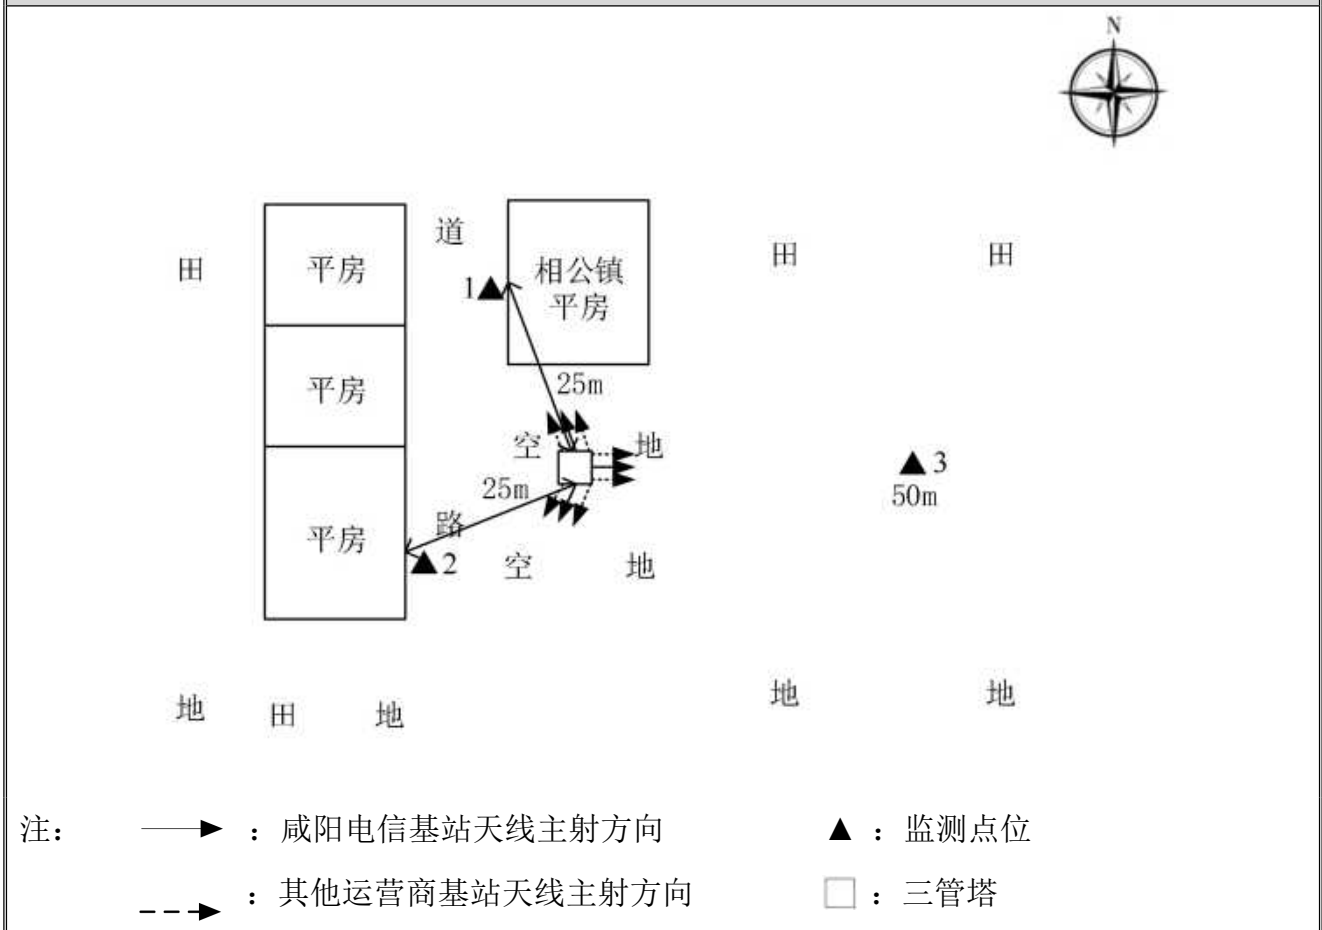 N
道
田
平房
相公镇
平房
田
田
1
平房
25m
空
地
3
50m
25m
平房
路
2
空
地
地
田
地
地
地
注：
：咸阳电信基站天线主射方向
▲：监测点位
：其他运营商基站天线主射方向
：三管塔